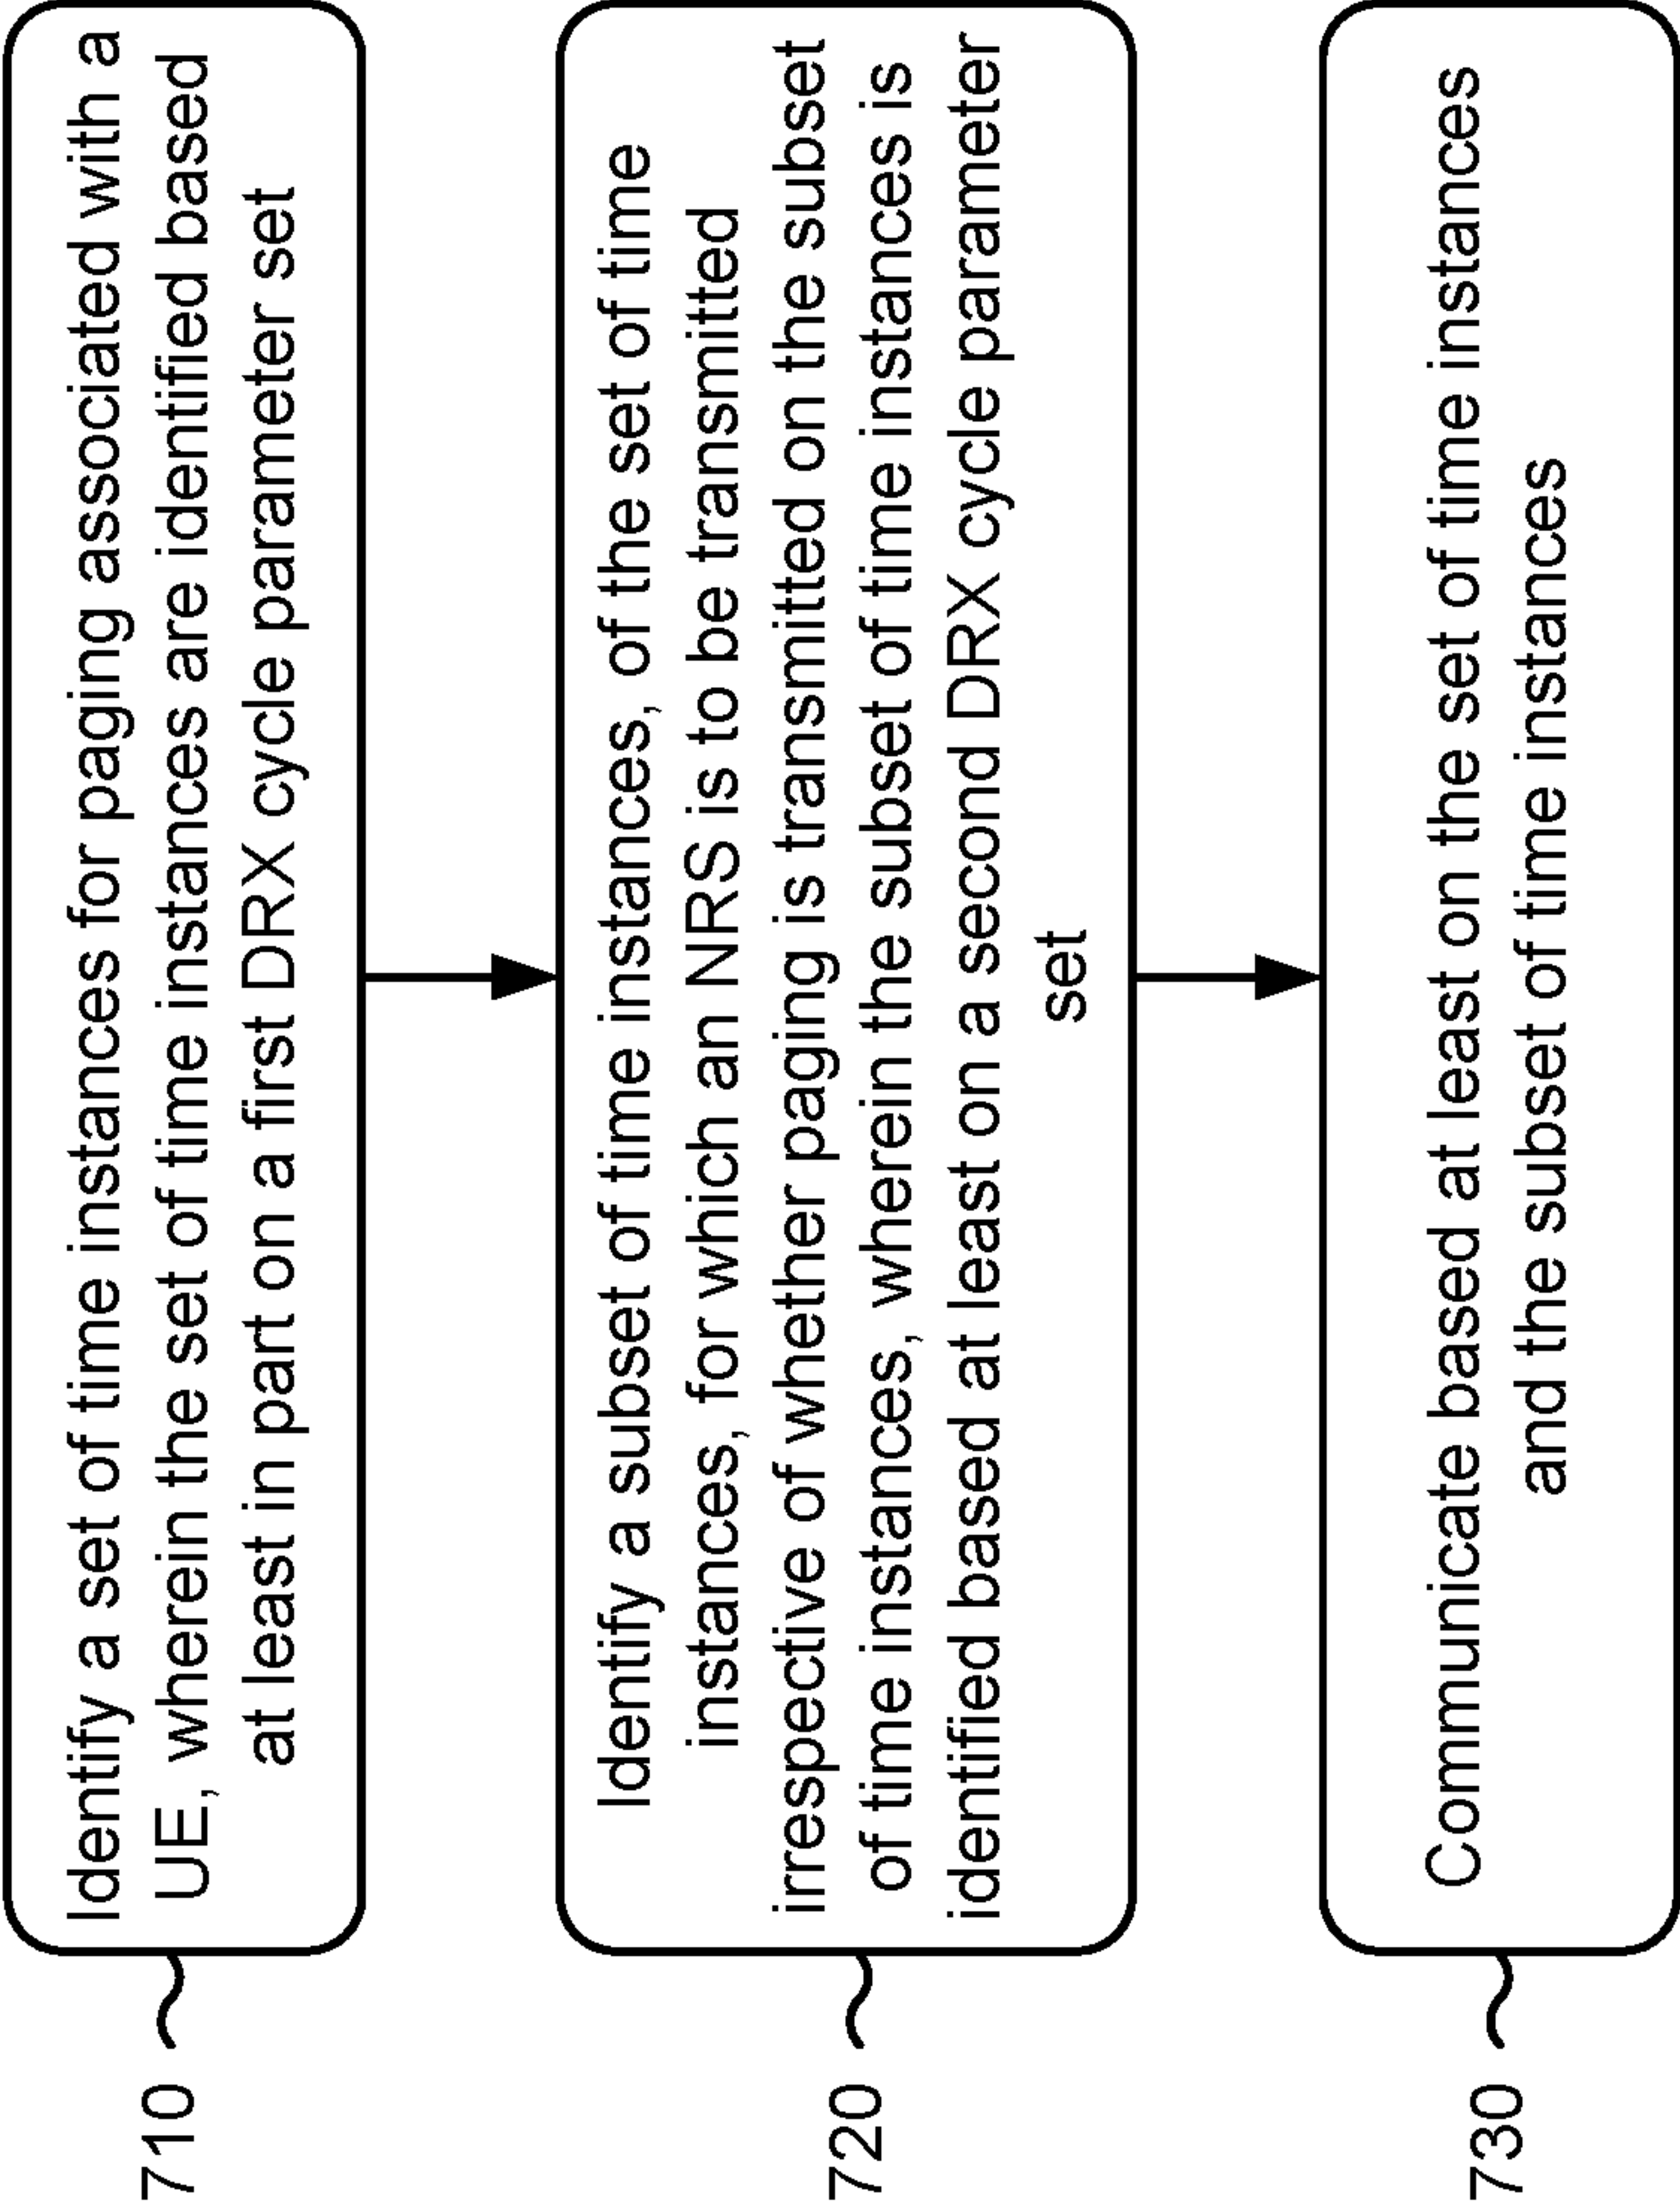 710
Identify a set of time instances for paging associated with a
UE, wherein the set of time instances are identified based
at least in part on a first DRX cycle parameter set
720
Identify a subset of time instances, of the set of time
instances, for which an NRS is to be transmitted
irrespective of whether paging is transmitted on the subset
of time instances, wherein the subset of time instances is
identified based at least on a second DRX cycle parameter
set
730
Communicate based at least on the set of time instances
and the subset of time instances